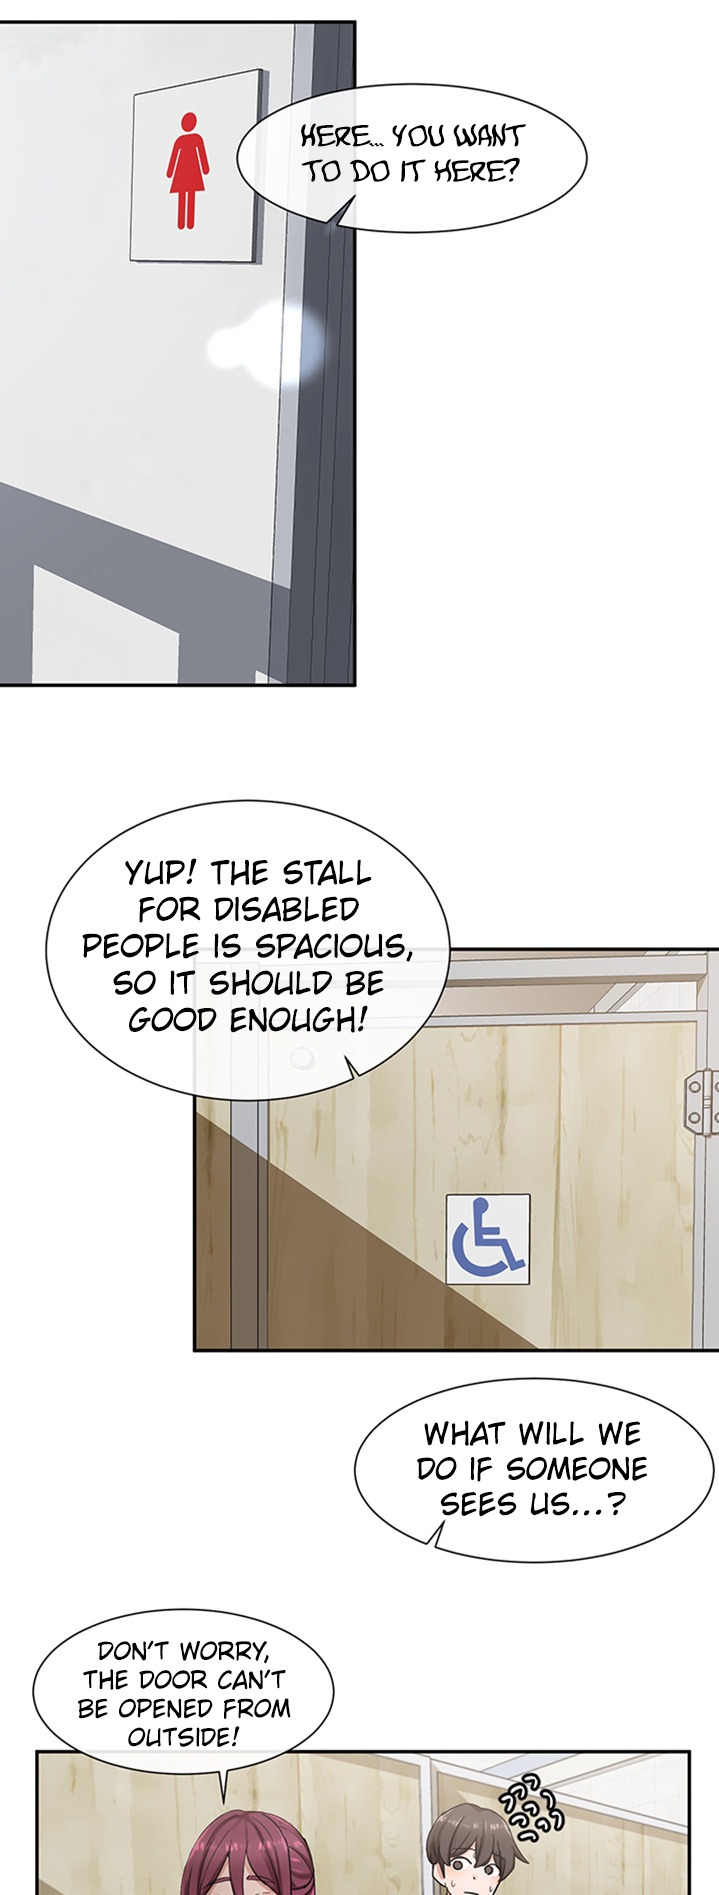 HERE... YOU WANT
TO DO IT HERE?
YUP! THE STALL
FOR DISABLED
PEOPLE IS SPACIOUS,
SO IT SHOULD BE
GOOD ENOUGH!
WHAT WILL WE
DO IF SOMEONE
SEES US...?
DON'T WORRY,
THE DOOR CAN'T
BE OPENED FROM
OUTSIDE!